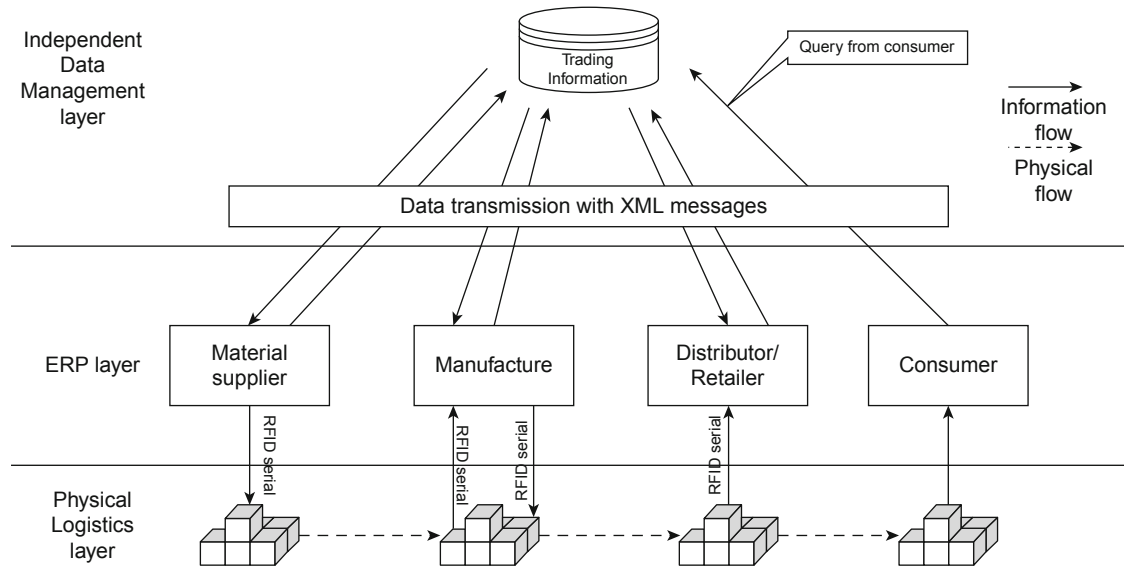 Independent
Data
Management
layer
Trading
Information
Query from consumer
Information
flow
Physical
flow
Data transmission with XML messages
ERP layer
Material
supplier
Manufacture
Distributor/
Retailer
Consumer
RFID serial
RFID serial
RFID serial
RFID serial
Physical
Logistics
layer